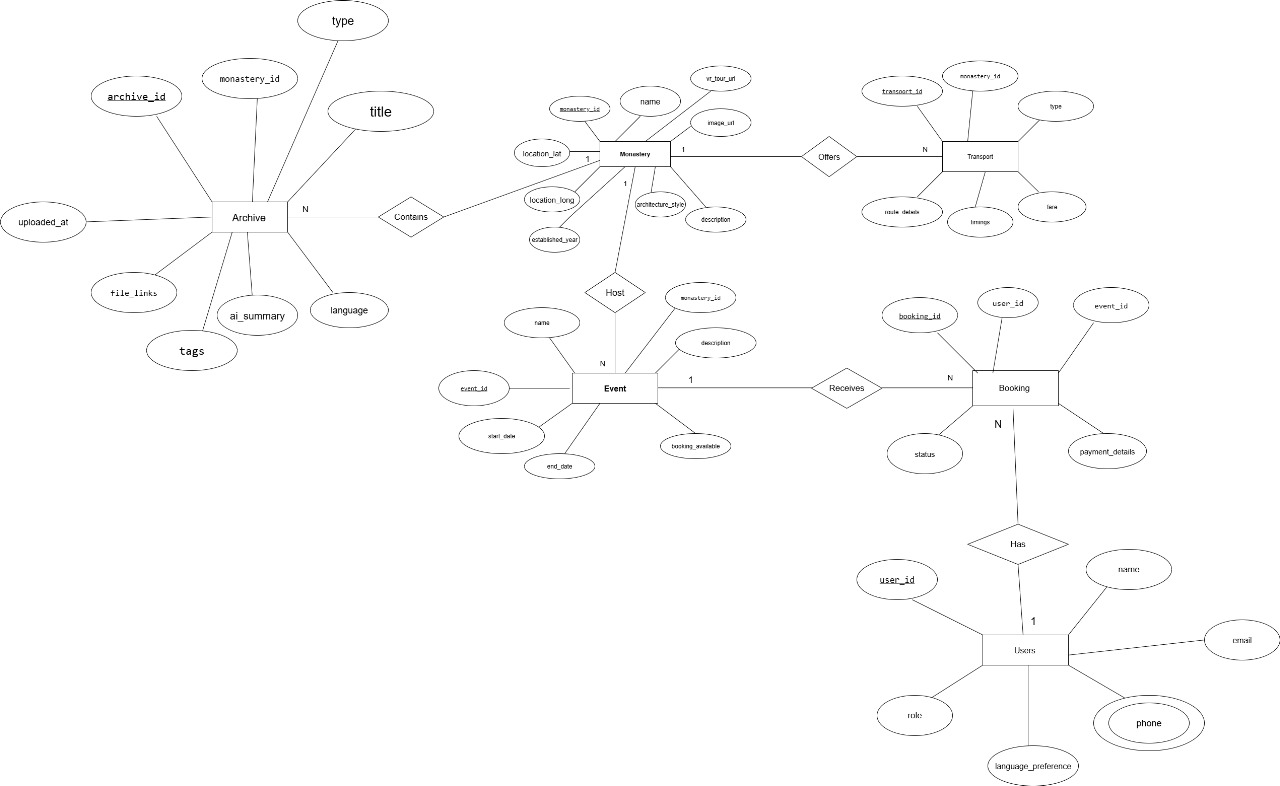 type
monastery_id
archive_id
title
uploaded_at
Archive
N
file_links
ai_summary
language
tags
Contains
1
vr_tour_url
name
monastery_id
image_url
location_lat
Monastery
1
1
location_long
architecture_style
established_year
description
Offers
N
monastery_id
transport_id
type
Transport
route_details
timings
fare
Host
N
monastery_id
name
description
event_id
Event
1
start_date
end_date
booking_available
Receives
N
user_id
event_id
booking_id
Booking
N
status
payment_details
Has
1
user_id
name
Users
email
role
phone
language_preference